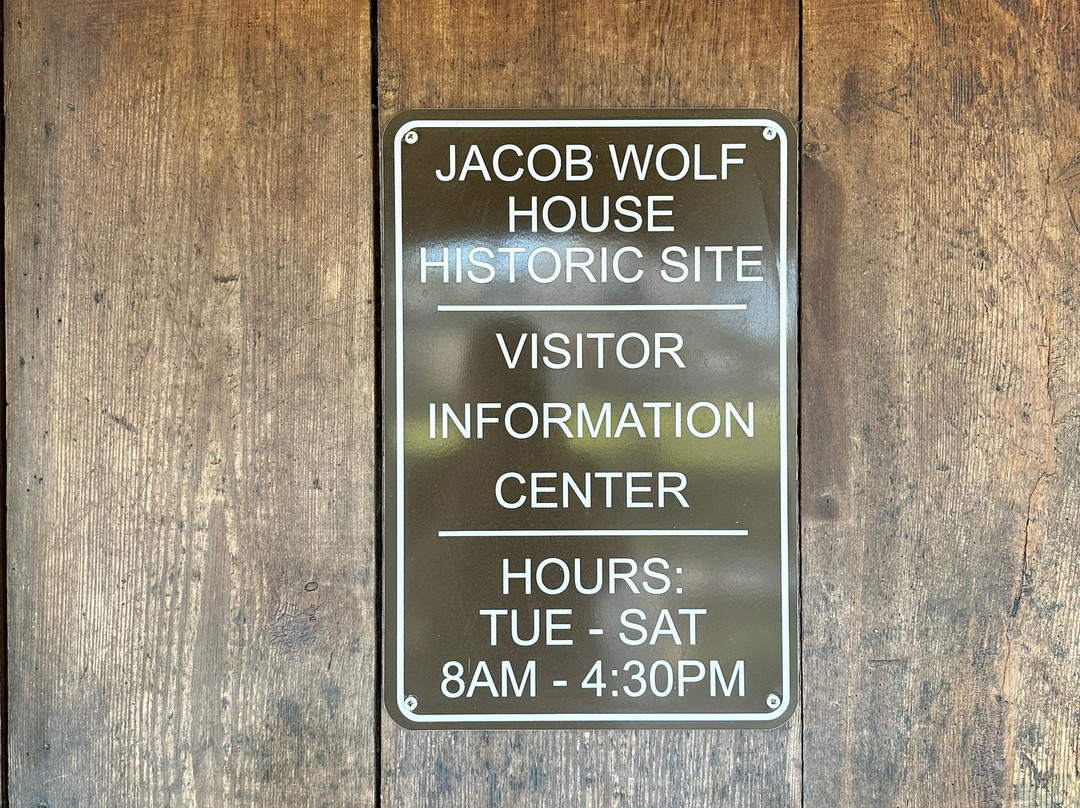 JACOB WOLF
HOUSE
HISTORIC SITE
VISITOR
INFORMATION
CENTER
HOURS:
TUE - SAT
8AM - 4:30PM